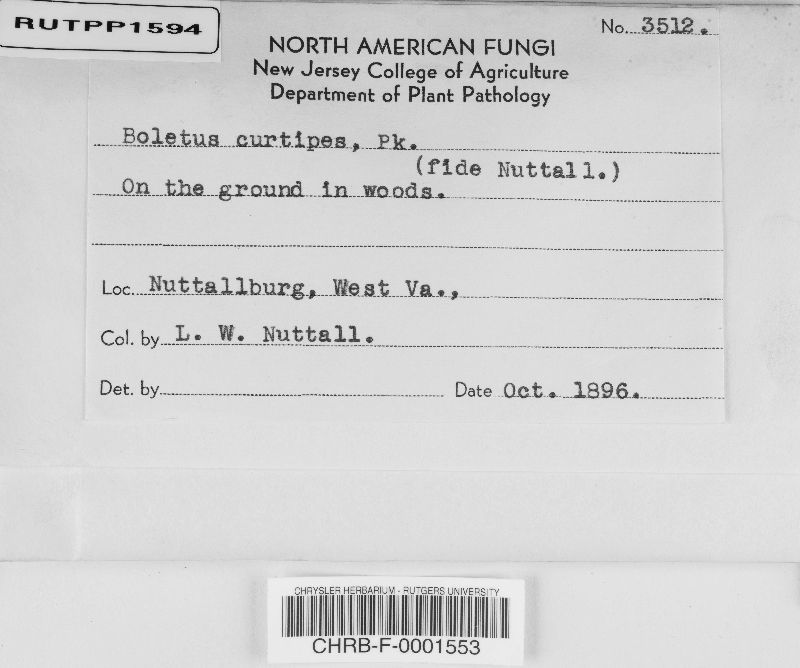 RUTPP1594
No. 3512.
NORTH AMERICAN FUNGI
New Jersey College of Agriculture
Department of Plant Pathology
Boletus curtipes, Pk.
(fide Nuttall.)
On the ground in woods.
Loc. Nuttallburg, West Va.,
Col. by L. W. Nuttall.
Det. by
Date Oct. 1896.
CHRYSLER HERBARIUM - RUTGERS UNIVERSITY
CHRB-F-0001553